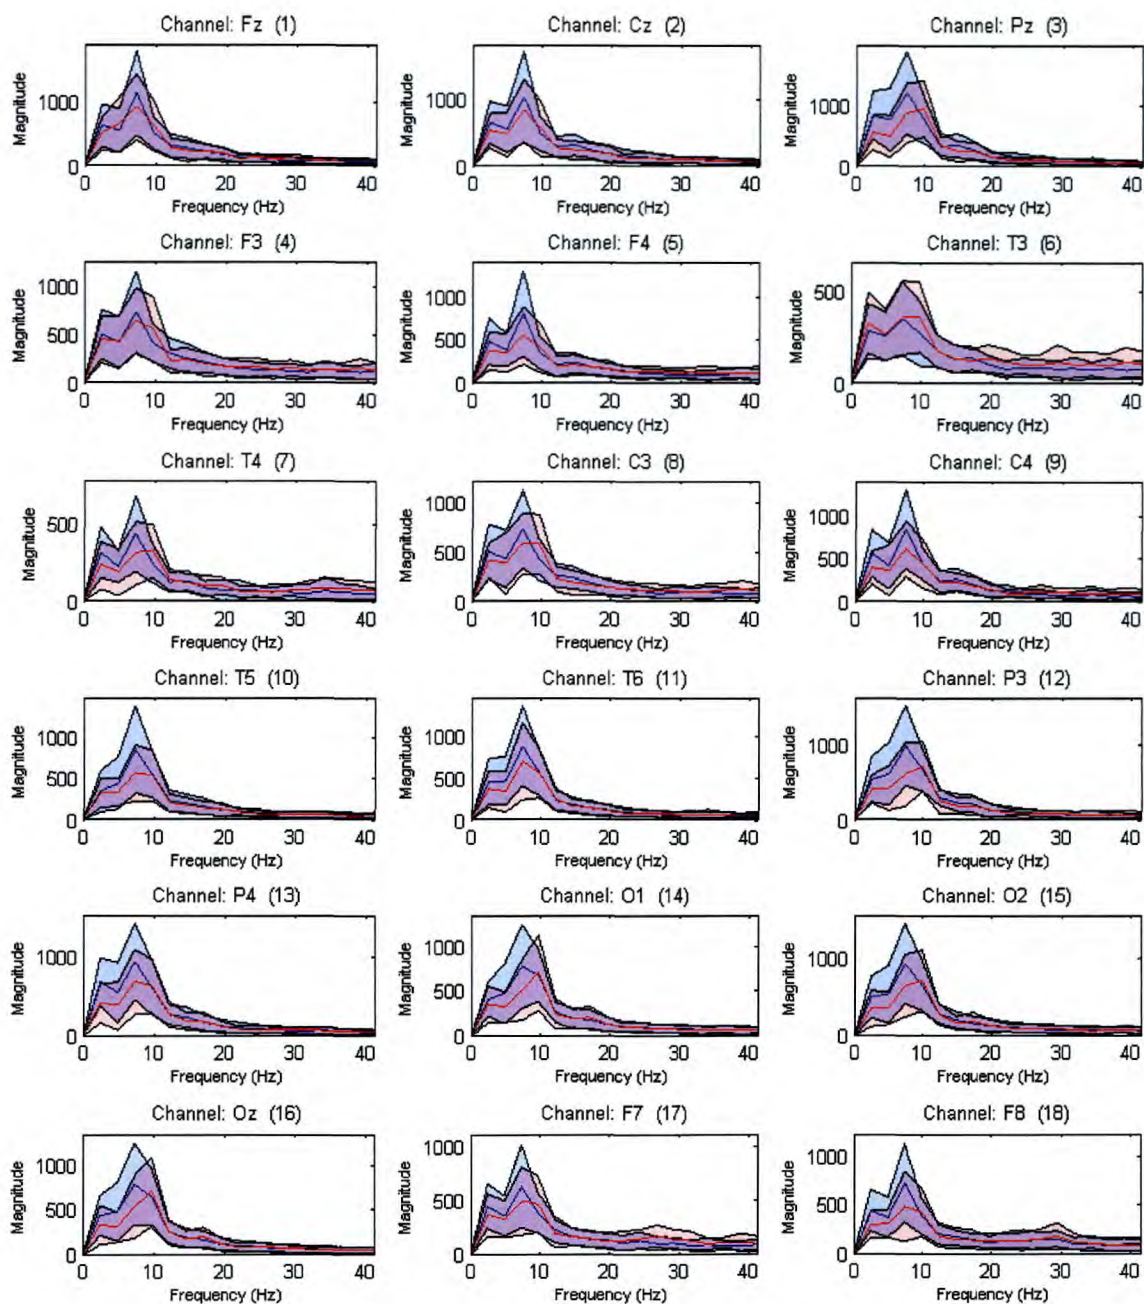 Channel: Fz (1)
Channel: Cz (2)
Channel: Pz (3)
Magnitude
1000
0
0 10 20 30 40
Frequency (Hz)
Magnitude
1000
0
0 10 20 30 40
Frequency (Hz)
Magnitude
1000
0
0 10 20 30 40
Frequency (Hz)
Channel: F3 (4)
Channel: F4 (5)
Channel: T3 (6)
Magnitude
1000
500
0
0 10 20 30 40
Frequency (Hz)
Magnitude
1000
500
0
0 10 20 30 40
Frequency (Hz)
Magnitude
500
0
0 10 20 30 40
Frequency (Hz)
Channel: T4 (7)
Channel: C3 (8)
Channel: C4 (9)
Magnitude
500
0
0 10 20 30 40
Frequency (Hz)
Magnitude
1000
500
0
0 10 20 30 40
Frequency (Hz)
Magnitude
1000
500
0
0 10 20 30 40
Frequency (Hz)
Channel: T5 (10)
Channel: T6 (11)
Channel: P3 (12)
Magnitude
1000
500
0
0 10 20 30 40
Frequency (Hz)
Magnitude
1000
500
0
0 10 20 30 40
Frequency (Hz)
Magnitude
1000
0
0 10 20 30 40
Frequency (Hz)
Channel: P4 (13)
Channel: O1 (14)
Channel: O2 (15)
Magnitude
1000
0
0 10 20 30 40
Frequency (Hz)
Magnitude
1000
500
0
0 10 20 30 40
Frequency (Hz)
Magnitude
1000
0
0 10 20 30 40
Frequency (Hz)
Channel: Oz (16)
Channel: F7 (17)
Channel: F8 (18)
Magnitude
1000
500
0
0 10 20 30 40
Frequency (Hz)
Magnitude
1000
500
0
0 10 20 30 40
Frequency (Hz)
Magnitude
1000
500
0
0 10 20 30 40
Frequency (Hz)